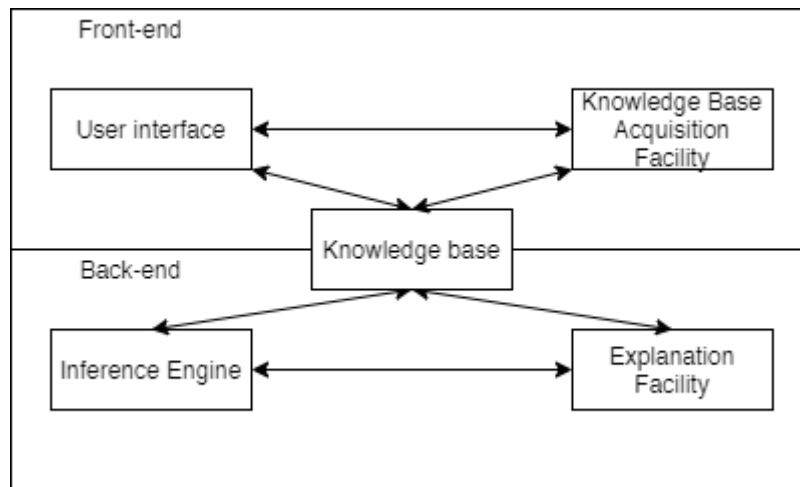 Front-end
User interface
Knowledge Base
Acquisition
Facility
Knowledge base
Back-end
Inference Engine
Explanation
Facility